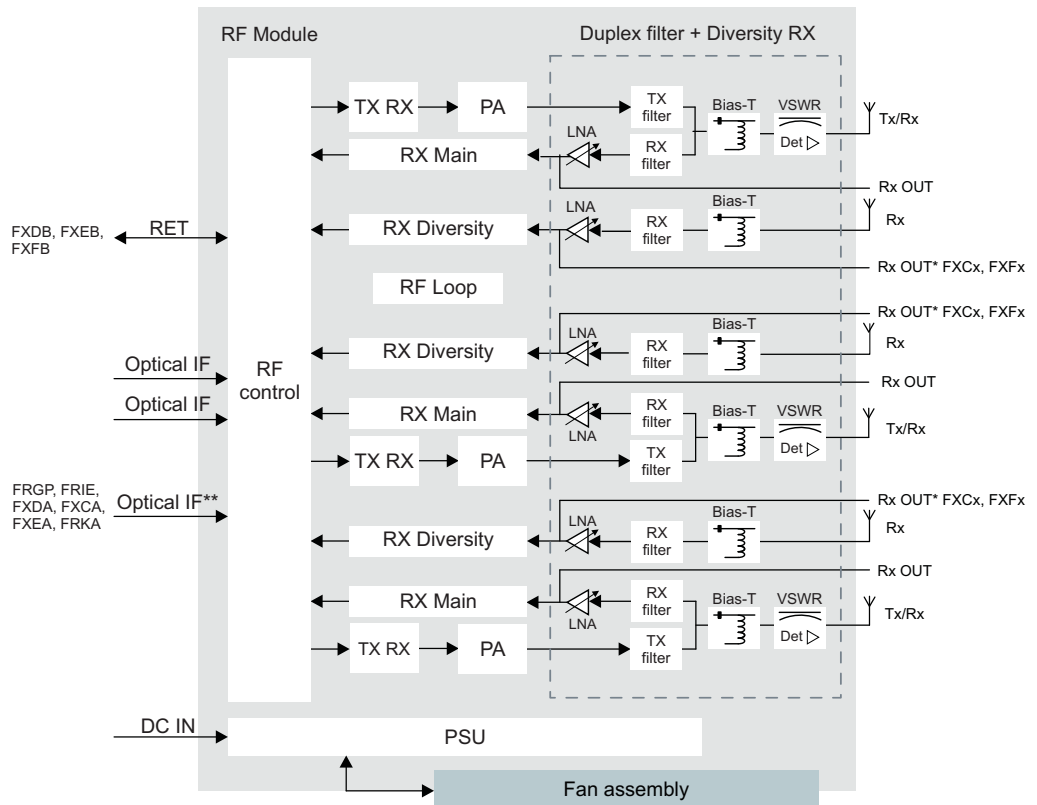 RF Module
Duplex filter + Diversity RX
TX RX
PA
TX
filter
Bias-T
VSWR
Det
Tx/Rx
LNA
RX Main
RX
filter
Rx OUT
FXDB, FXEB,
FXFB
RET
RX Diversity
LNA
RX
filter
Bias-T
Rx
Rx OUT* FXCx, FXFx
RF Loop
Rx OUT* FXCx, FXFx
RX Diversity
LNA
RX
filter
Bias-T
Rx
Optical IF
RF
control
Rx OUT
Optical IF
RX Main
LNA
RX
filter
Bias-T
VSWR
Det
Tx/Rx
TX RX
PA
TX
filter
FRGP, FRIE,
FXDA, FXCA,
FXEA, FRKA
Optical IF**
Rx OUT* FXCx, FXFx
RX Diversity
LNA
RX
filter
Bias-T
Rx
Rx OUT
RX Main
LNA
RX
filter
Bias-T
VSWR
Det
Tx/Rx
TX RX
PA
TX
filter
DC IN
PSU
Fan assembly